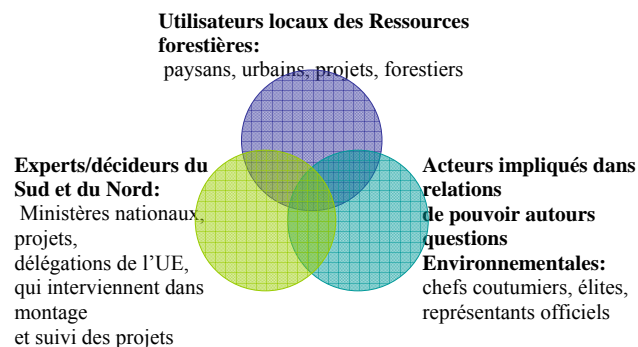 Utilisateurs locaux des Ressources
forestières:
paysans, urbains, projets, forestiers
Experts/décideurs du
Sud et du Nord:
Ministères nationaux,
projets,
délégations de l'UE,
qui interviennent dans
montage
et suivi des projets
Acteurs impliqués dans
relations
de pouvoir autours
questions
Environnementales:
chefs coutumiers, élites,
représentants officiels